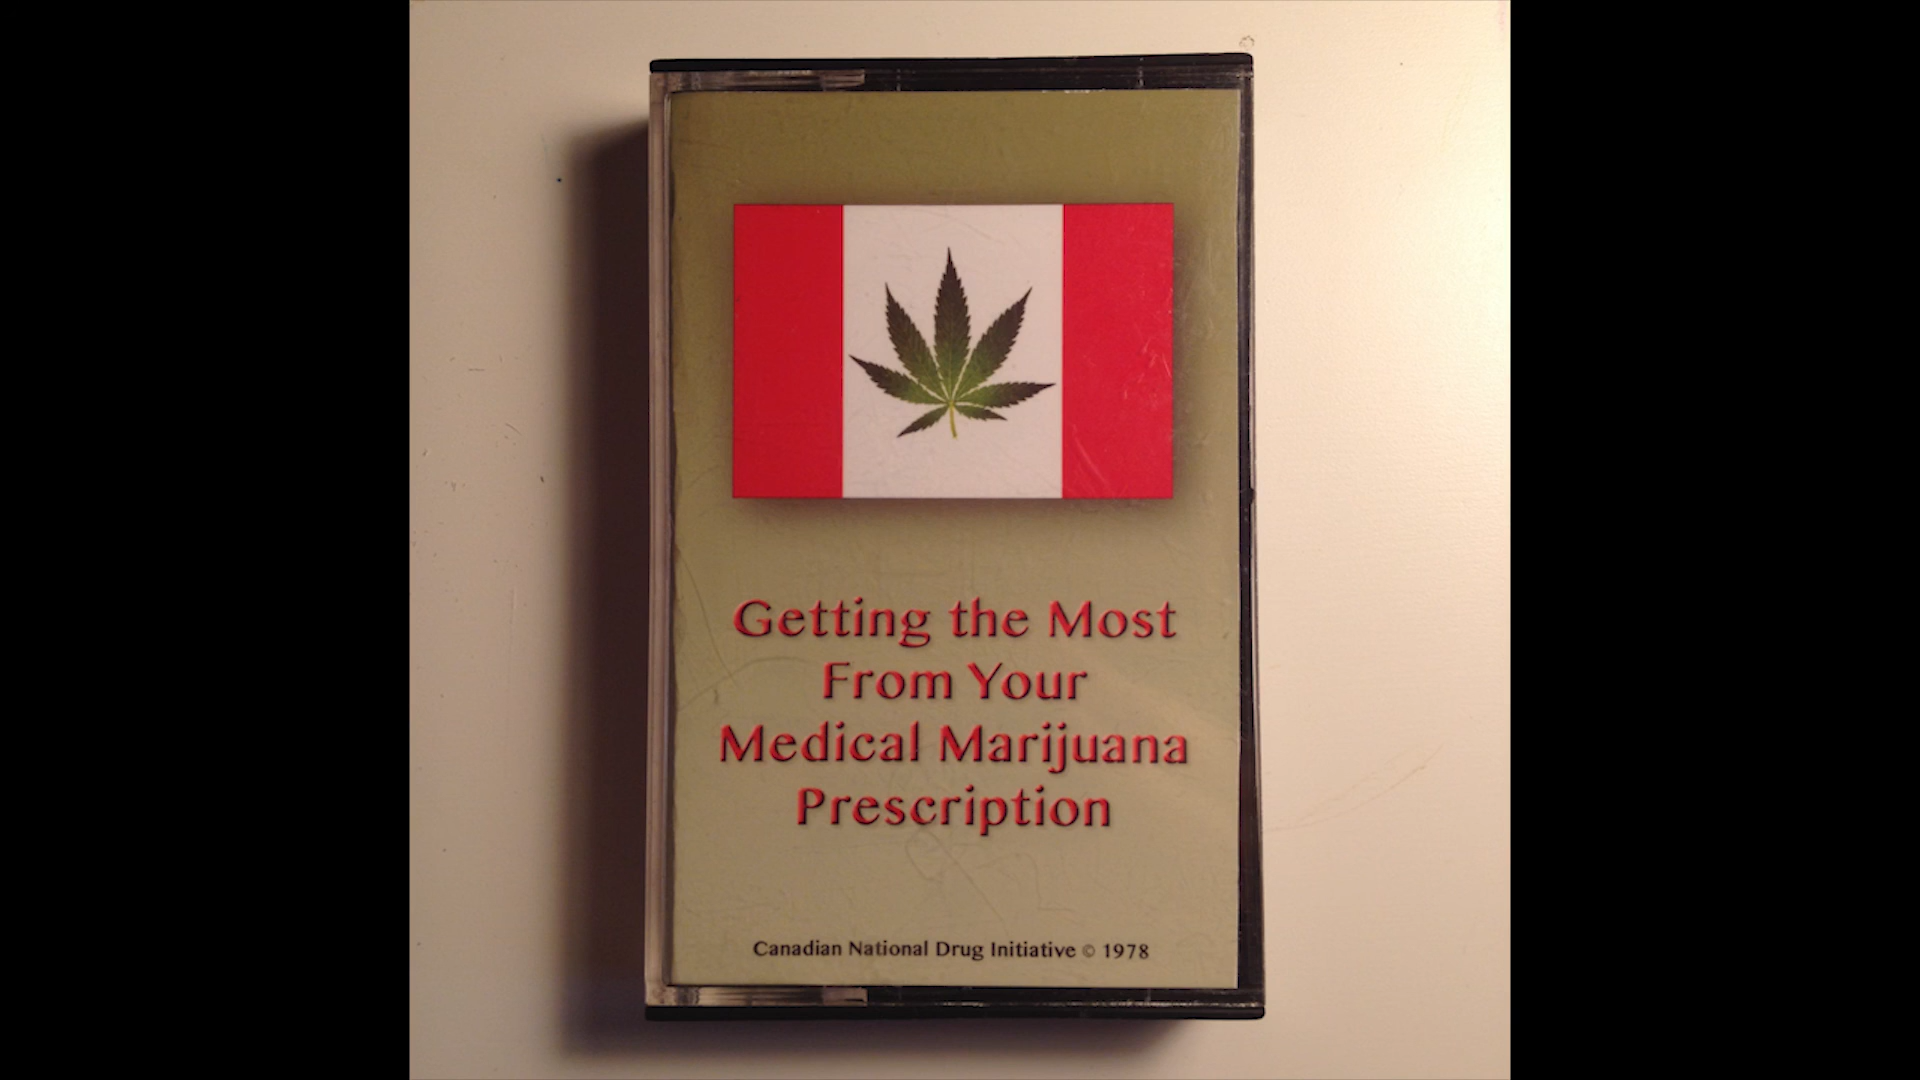 Getting the Most
From Your
Medical Marijuana
Prescription
Canadian National Drug Initiative © 1978